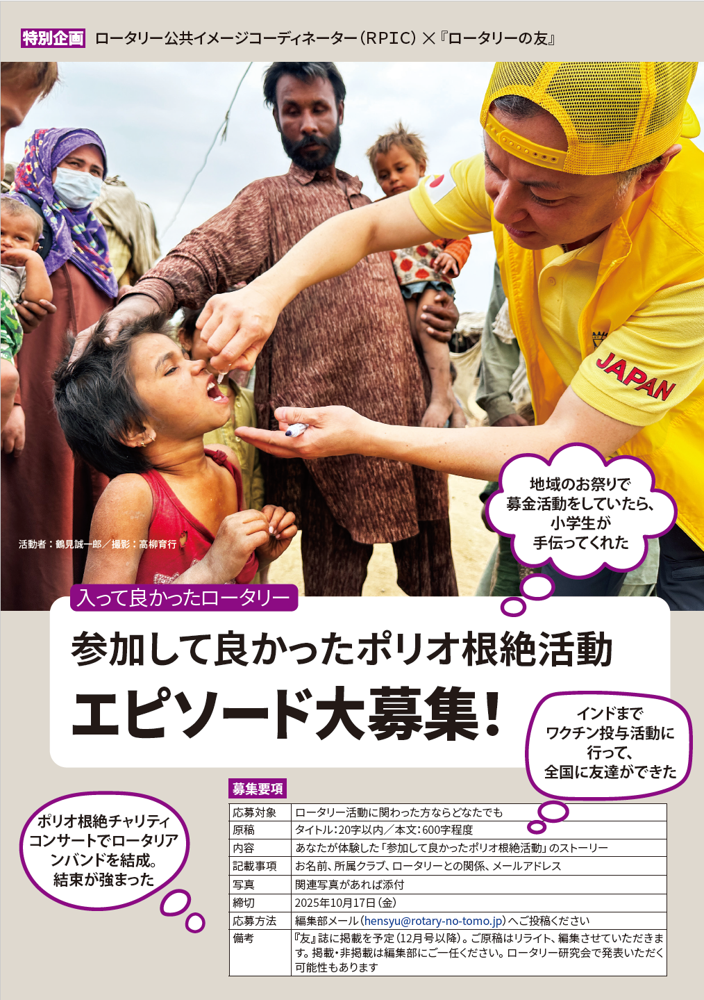 特別企画 ロータリー公共イメージコーディネーター（RPIC）×『ロータリーの友』
JAPAN
地域のお祭りで
募金活動をしていたら、
小学生が
手伝ってくれた
活動者：鶴見誠一郎／撮影：高柳育行
入って良かったロータリー
参加して良かったポリオ根絶活動
エピソード大募集！
インドまで
ワクチン投与活動に
行って、
全国に友達ができた
ポリオ根絶チャリティ
コンサートでロータリア
ンバンドを結成。
結束が強まった
募集要項
応募対象 ロータリー活動に関わった方ならどなたでも
原稿 タイトル：20字以内／本文：600字程度
内容 あなたが体験した「参加して良かったポリオ根絶活動」のストーリー
記載事項 お名前、所属クラブ、ロータリーとの関係、メールアドレス
写真 関連写真があれば添付
締切 2025年10月17日（金）
応募方法 編集部メール（hensyu@rotary-no-tomo.jp）へご投稿ください
備考 『友』誌に掲載を予定（12月号以降）。ご原稿はリライト、編集させていただきま
す。掲載・非掲載は編集部にご一任ください。ロータリー研究会で発表いただく
可能性もあります